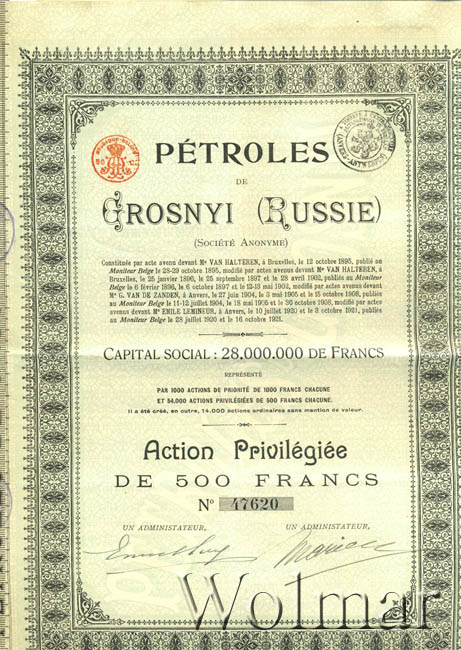 PÉTROLES
DE
GROSNYI (RUSSIE)
(SOCIÉTÉ ANONYME)
Constituée par acte avenu devant Me VAN HALTEREN, à Bruxelles, le 12 octobre 1895, publié au
Moniteur Belge le 28-29 octobre 1895, modifié par actes avenus devant Me VAN HALTEREN, à
Bruxelles, le 25 janvier 1896, le 25 septembre 1897 et le 28 avril 1902, publiés au Moniteur
Belge le 6 février 1896, le 6 octobre 1897 et le 12-13 mai 1902, modifié par actes avenus devant
Me G. VAN DE ZANDEN, à Anvers, le 27 juin 1904, le 3 mai 1905 et le 15 octobre 1908, publiés
au Moniteur Belge le 11-12 juillet 1904, le 18 mai 1905 et le 30 octobre 1908, modifié par actes
avenus devant Me EMILE LEMINEUR, à Anvers, le 10 juillet 1920 et le 3 octobre 1921, publiés
au Moniteur Belge le 28 juillet 1920 et le 16 octobre 1921.
CAPITAL SOCIAL : 28.000.000 DE FRANCS
REPRÉSENTÉ
PAR 1000 ACTIONS DE PRIORITÉ DE 1000 FRANCS CHACUNE
ET 54.000 ACTIONS PRIVILÉGIÉES DE 500 FRANCS CHACUNE.
Il a été créé, en outre, 14.000 actions ordinaires sans mention de valeur.
Action Privilégiée
DE 500 FRANCS
No 47620
UN ADMINISTATEUR, UN ADMINISTRATEUR,
Wolmar